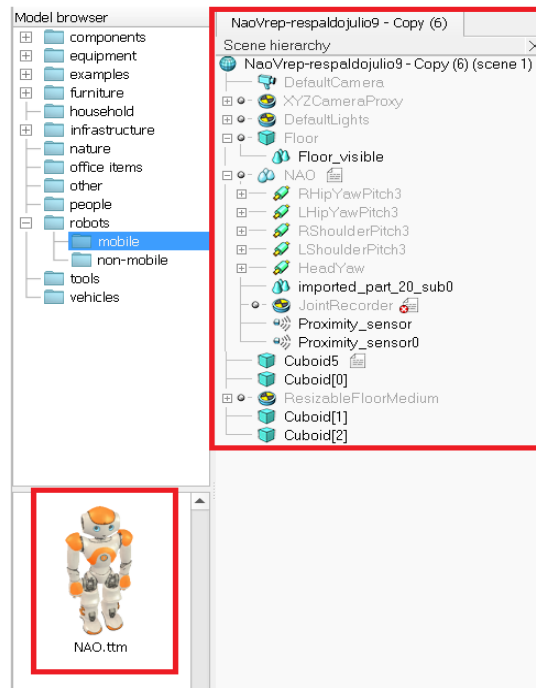 Model browser
components
equipment
examples
furniture
household
infrastructure
nature
office items
other
people
robots
mobile
non-mobile
tools
vehicles
NAO.ttm
NaoVrep-respaldojulio9 - Copy (6)
Scene hierarchy
NaoVrep-respaldojulio9 - Copy (6) (scene 1)
DefaultCamera
XYZCameraProxy
DefaultLights
Floor
Floor_visible
NAO
RHipYawPitch3
LHipYawPitch3
RShoulderPitch3
LShoulderPitch3
HeadYaw
imported_part_20_sub0
JointRecorder
Proximity_sensor
Proximity_sensor0
Cuboid5
Cuboid[0]
ResizableFloorMedium
Cuboid[1]
Cuboid[2]